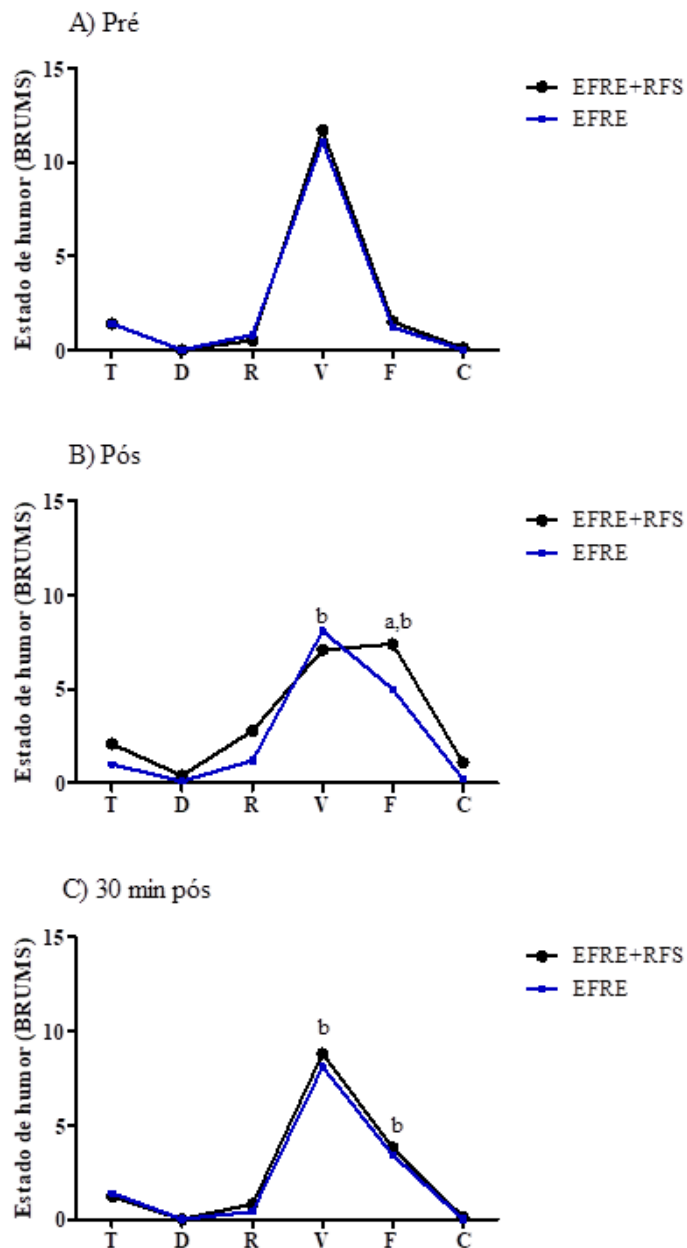 A) Pré
Estado de humor (BRUMS)
15
10
5
0
T D R V F C
EFRE+RFS
EFRE
B) Pós
Estado de humor (BRUMS)
15
10
5
0
b
a,b
T D R V F C
EFRE+RFS
EFRE
C) 30 min pós
Estado de humor (BRUMS)
15
10
5
0
b
b
T D R V F C
EFRE+RFS
EFRE